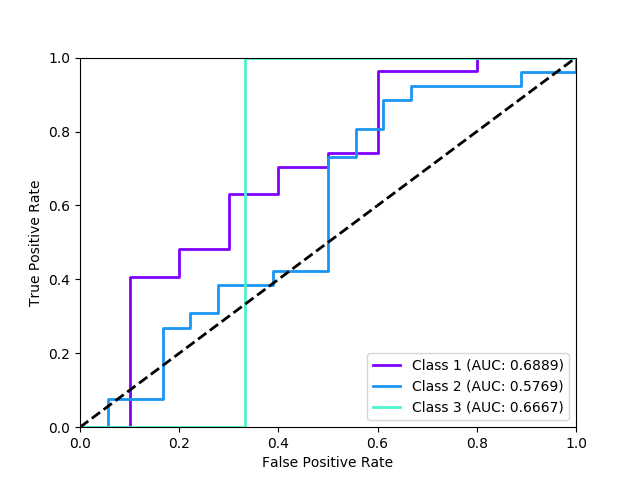 1.0
0.8
0.6
0.4
0.2
0.0
True Positive Rate
0.0 0.2 0.4 0.6 0.8 1.0
False Positive Rate
Class 1 (AUC: 0.6889)
Class 2 (AUC: 0.5769)
Class 3 (AUC: 0.6667)